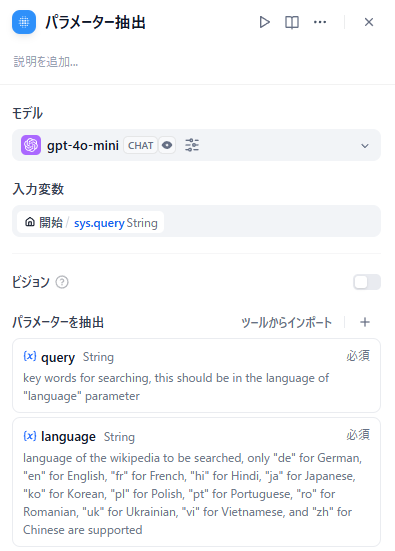 パラメーター抽出
説明を追加...
モデル
gpt-4o-mini CHAT
入力変数
開始 / sys.query String
ビジョン
パラメーターを抽出 ツールからインポート
{x} query String 必須
key words for searching, this should be in the language of
"language" parameter
{x} language String 必須
language of the wikipedia to be searched, only "de" for German,
"en" for English, "fr" for French, "hi" for Hindi, "ja" for Japanese,
"ko" for Korean, "pl" for Polish, "pt" for Portuguese, "ro" for
Romanian, "uk" for Ukrainian, "vi" for Vietnamese, and "zh" for
Chinese are supported